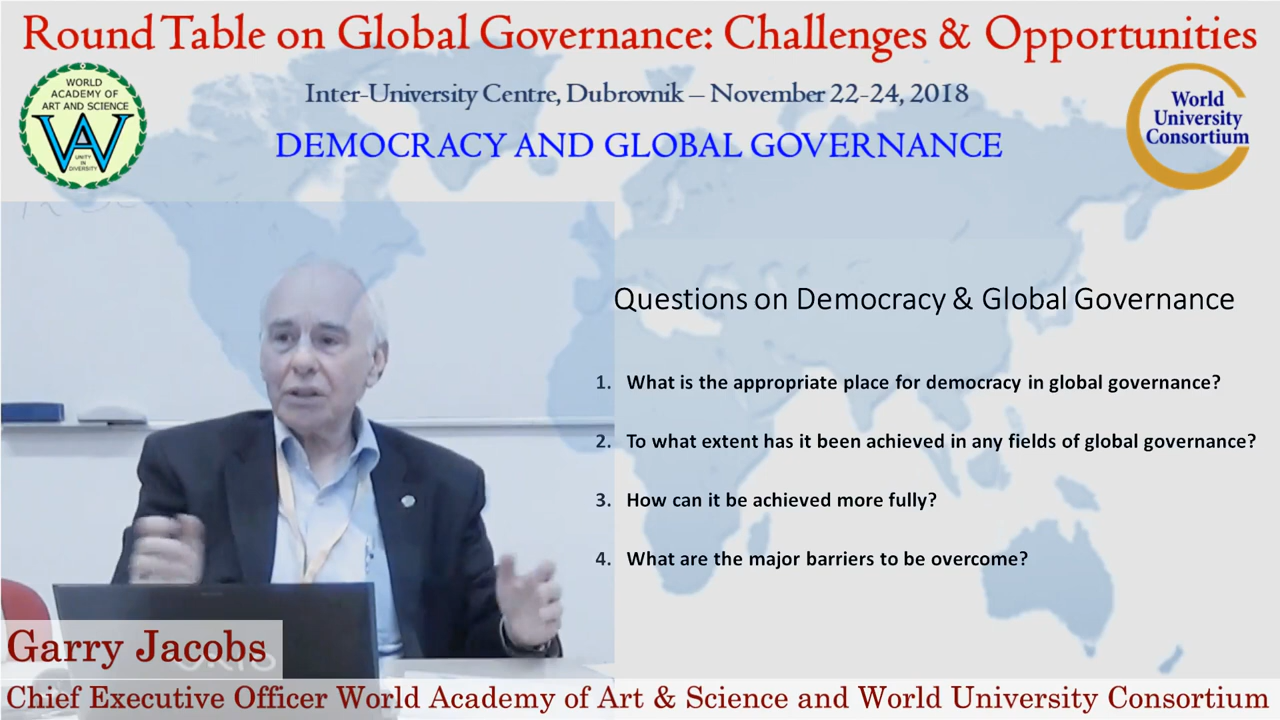 Round Table on Global Governance: Challenges & Opportunities
WORLD
ACADEMY OF
ART AND SCIENCE
UNITY
IN
DIVERSITY
Inter-University Centre, Dubrovnik – November 22-24, 2018
DEMOCRACY AND GLOBAL GOVERNANCE
World
University
Consortium
Questions on Democracy & Global Governance
1. What is the appropriate place for democracy in global governance?
2. To what extent has it been achieved in any fields of global governance?
3. How can it be achieved more fully?
4. What are the major barriers to be overcome?
Garry Jacobs
Chief Executive Officer World Academy of Art & Science and World University Consortium